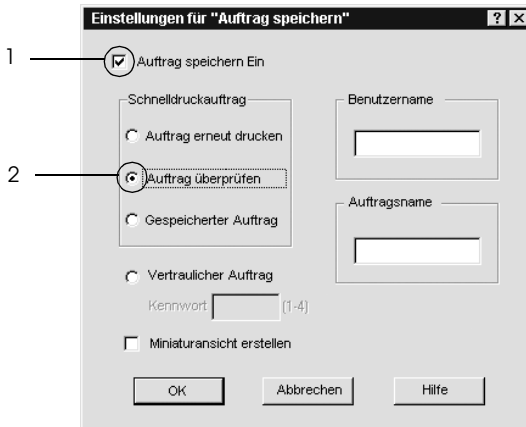 Einstellungen für "Auftrag speichern"
1
Auftrag speichern Ein
Schnelldruckauftrag
Auftrag erneut drucken
2
Auftrag überprüfen
Gespeicherter Auftrag
Benutzername
Auftragsname
Vertraulicher Auftrag
Kennwort (1-4)
Miniaturansicht erstellen
OK Abbrechen Hilfe